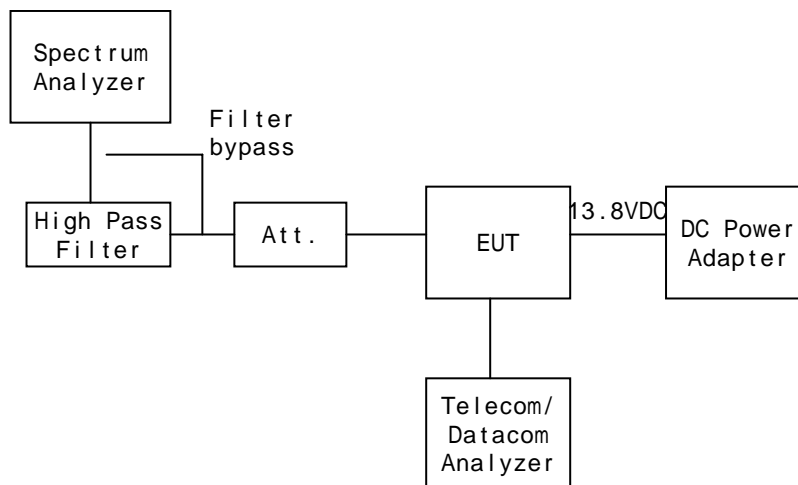 Spectrum
Analyzer
Filter
bypass
High Pass
Filter
Att.
EUT
13.8VDC
DC Power
Adapter
Telecom/
Datacom
Analyzer